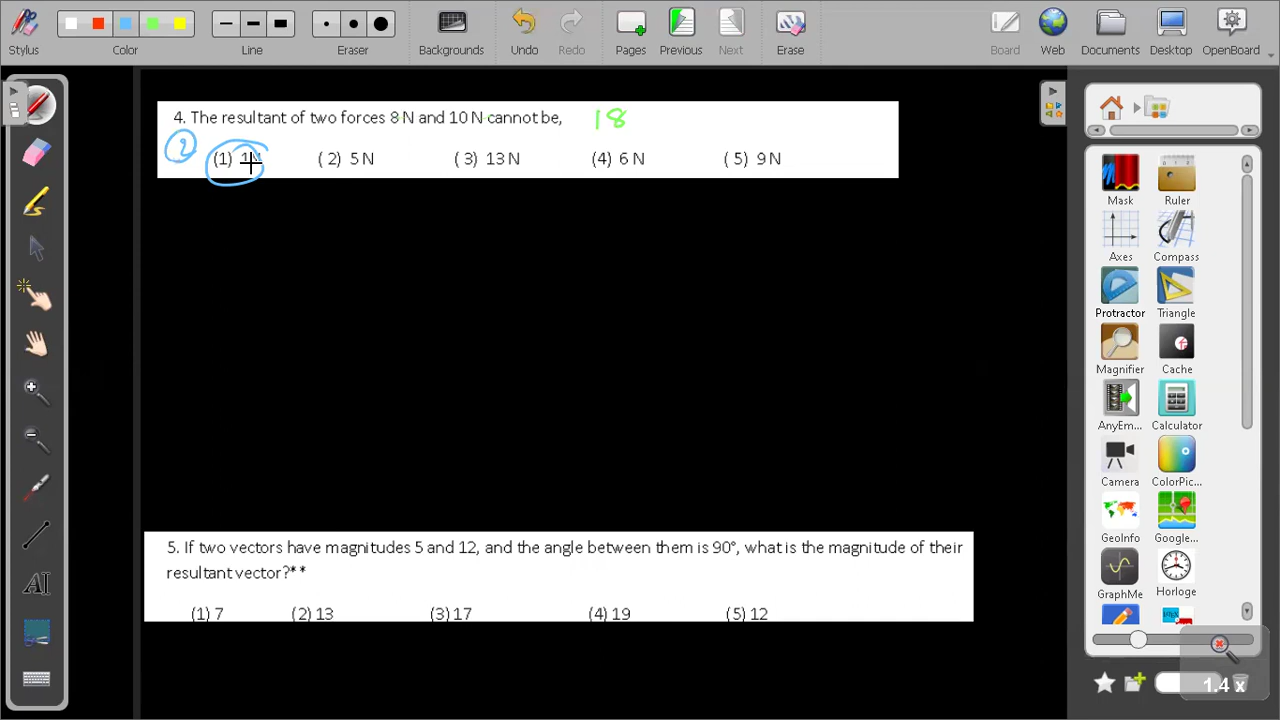 Stylus Color Line Eraser Backgrounds Undo Redo Pages Previous Next Erase Board Web Documents Desktop OpenBoard
4. The resultant of two forces 8 N and 10 N cannot be, 18
2
(1) 1N ( 2) 5 N ( 3) 13 N (4) 6 N ( 5) 9 N
5. If two vectors have magnitudes 5 and 12, and the angle between them is 90°, what is the magnitude of their
resultant vector?**
(1) 7 (2) 13 (3) 17 (4) 19 (5) 12
Mask Ruler
Axes Compass
Protractor Triangle
Magnifier Cache
AnyEm... Calculator
Camera ColorPic...
GeoInfo Google...
GraphMe Horloge
1.4 x